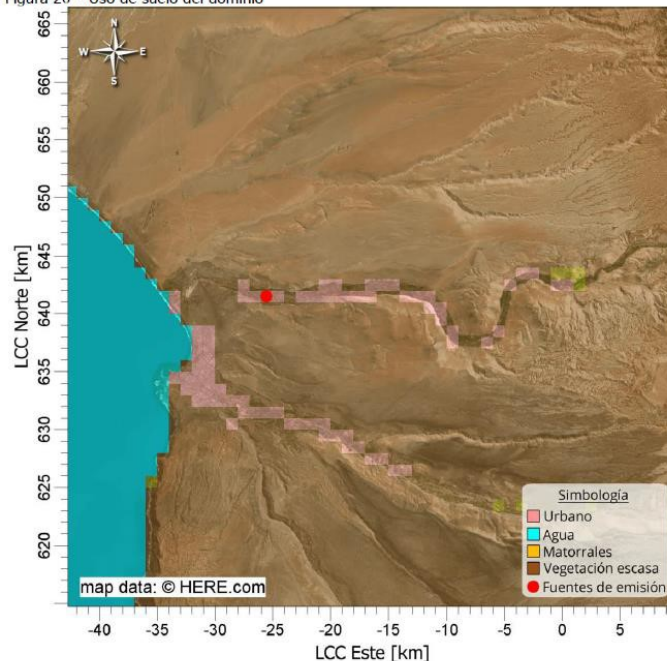 Figura 20 Uso de suelo del dominio
N
W
E
S
665
660
655
650
645
640
635
630
625
620
LCC Norte [km]
Simbología
Urbano
Agua
Matorrales
Vegetación escasa
Fuentes de emisión
map data: © HERE.com
-40 -35 -30 -25 -20 -15 -10 -5 0 5
LCC Este [km]